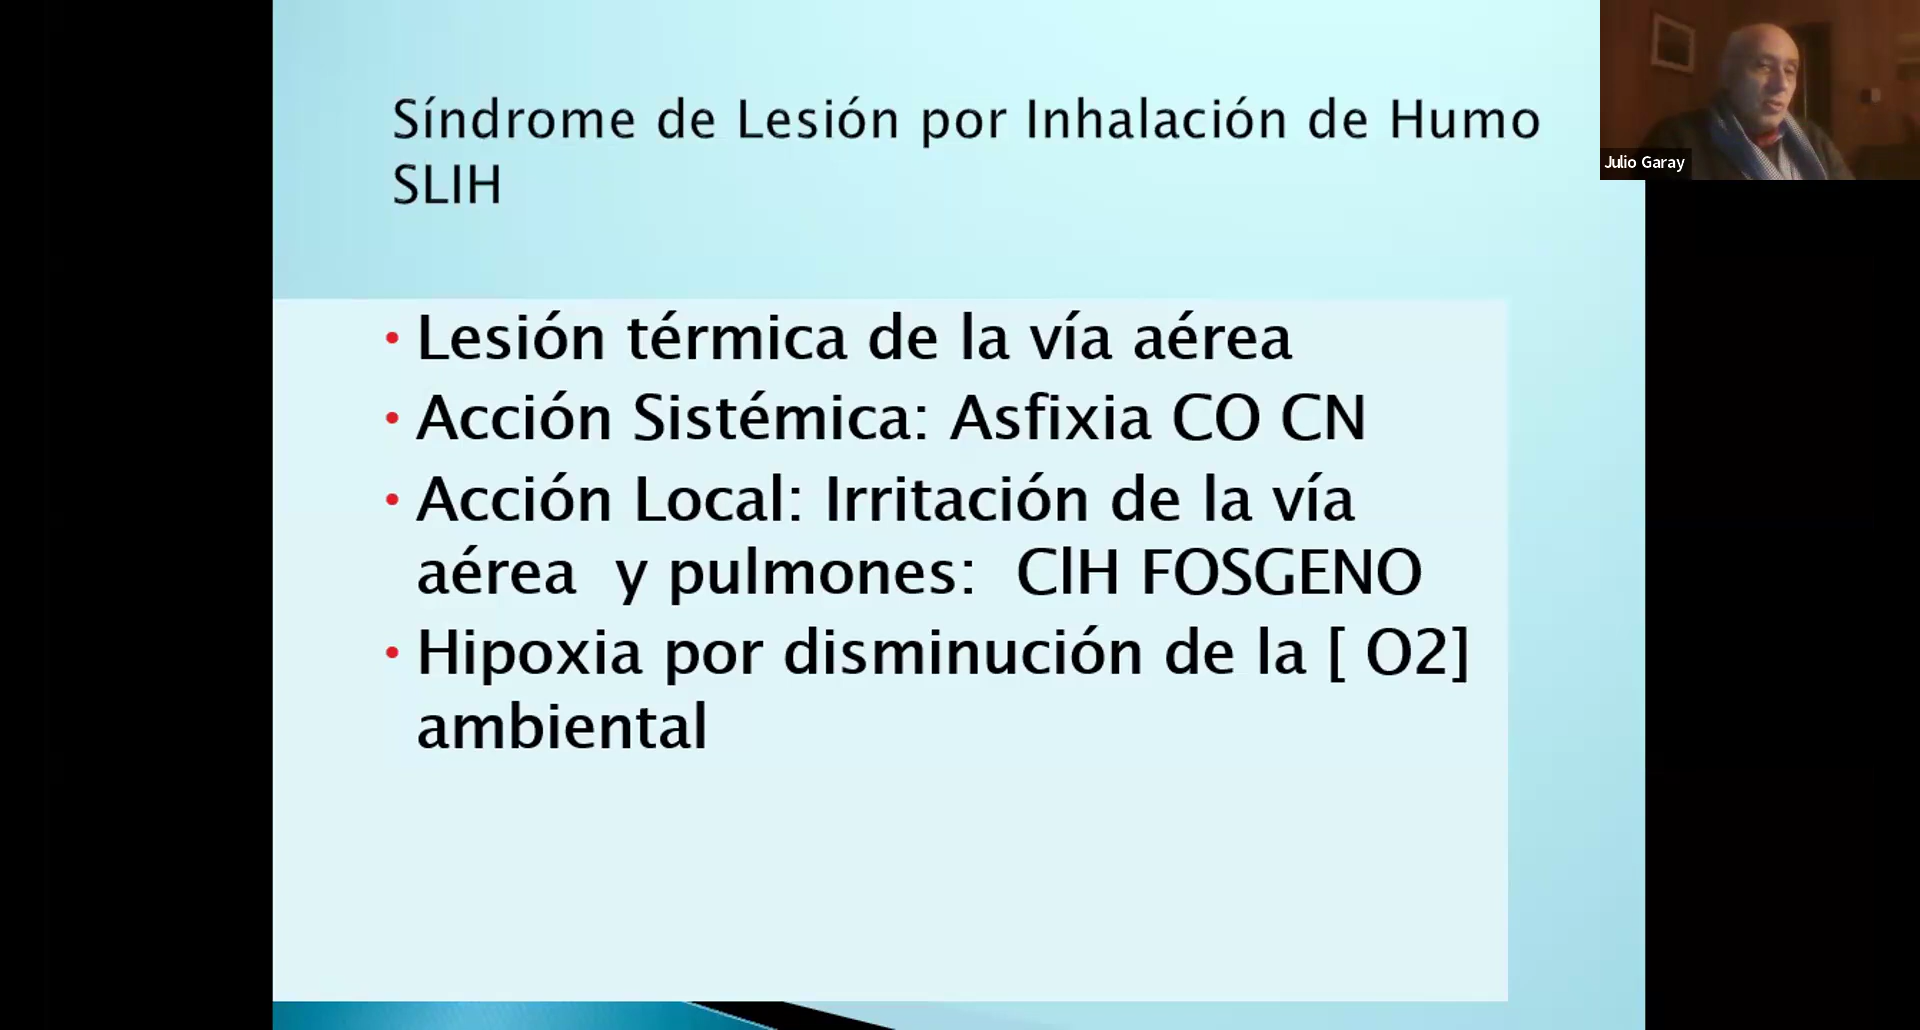 Síndrome de Lesión por Inhalación de Humo
SLIH
Julio Garay
• Lesión térmica de la vía aérea
• Acción Sistémica: Asfixia CO CN
• Acción Local: Irritación de la vía
aérea y pulmones: ClH FOSGENO
• Hipoxia por disminución de la [ O2]
ambiental